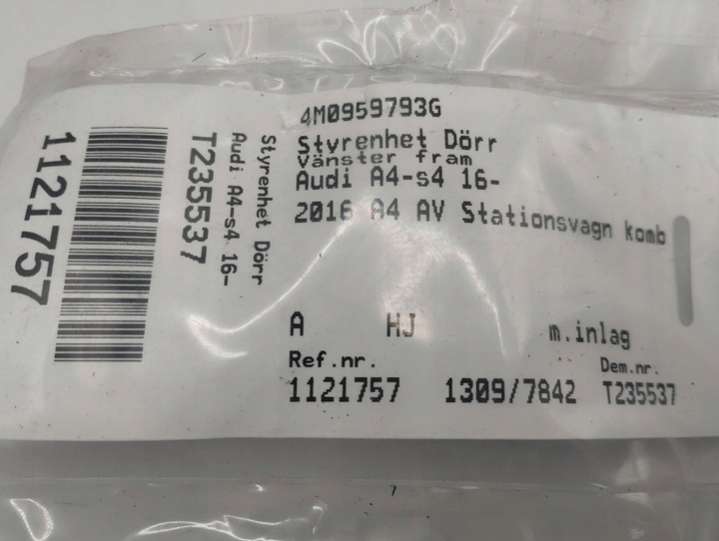 4M0959793G
Styrenhet Dörr
Vänster fram
Audi A4-s4 16-
2016 A4 AV Stationsvagn komb
A HJ m.inlag
Ref.nr. Dem.nr.
1121757 1309/7842 T235537
Styrenhet Dörr
Audi A4-s4 16-
T235537
1121757